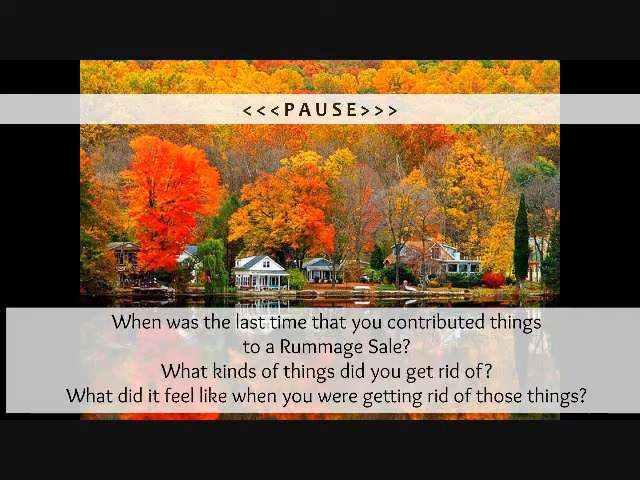 <<<PAUSE>>>
When was the last time that you contributed things
to a Rummage Sale?
What kinds of things did you get rid of?
What did it feel like when you were getting rid of those things?